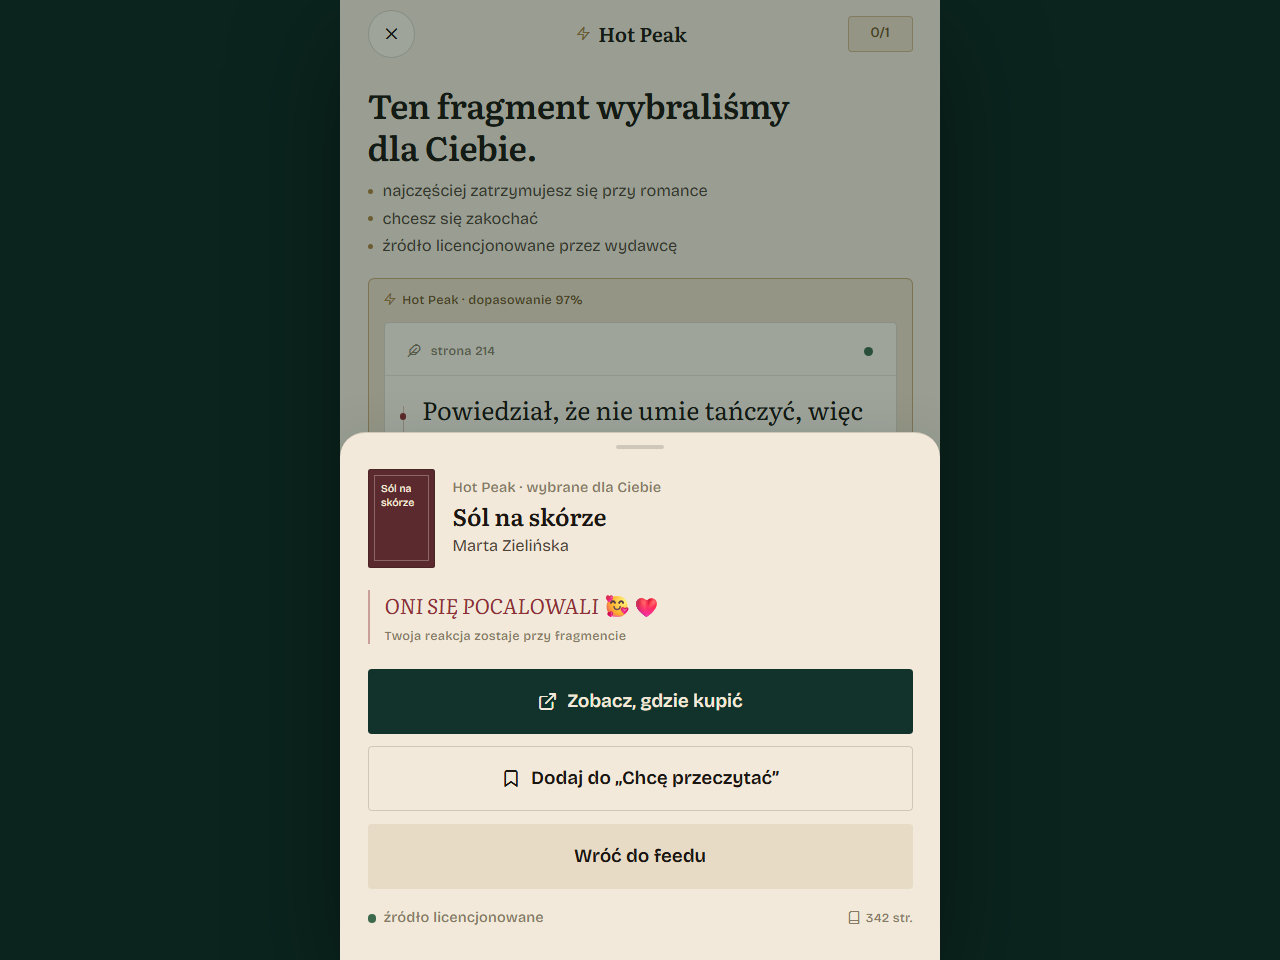 Hot Peak
0/1
Ten fragment wybraliśmy
dla Ciebie.
najczęściej zatrzymujesz się przy romance
chcesz się zakochać
źródło licencjonowane przez wydawcę
Hot Peak · dopasowanie 97%
strona 214
Powiedział, że nie umie tańczyć, więc
Sól na
skórze
Hot Peak · wybrane dla Ciebie
Sól na skórze
Marta Zielińska
ONI SIĘ POCALOWALI 🥰 ❤️
Twoja reakcja zostaje przy fragmencie
Zobacz, gdzie kupić
Dodaj do „Chcę przeczytać”
Wróć do feedu
źródło licencjonowane
342 str.